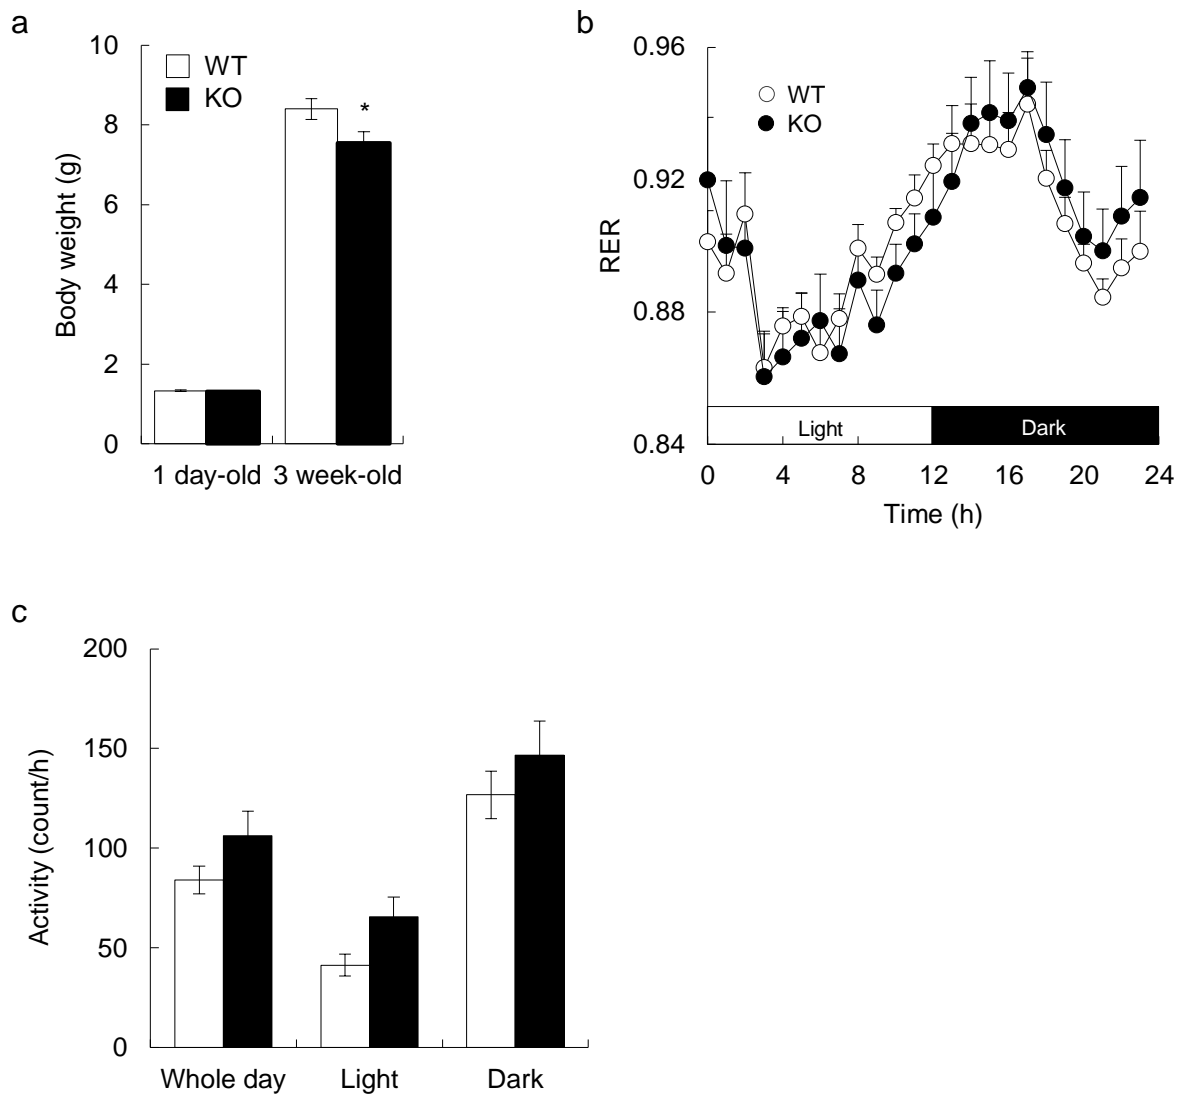 a
10
8
6
4
2
0
Body weight (g)
WT
KO
*
1 day-old 3 week-old
b
0.96
0.92
0.88
0.84
RER
WT
KO
Light Dark
0 4 8 12 16 20 24
Time (h)
c
200
150
100
50
0
Activity (count/h)
Whole day Light Dark